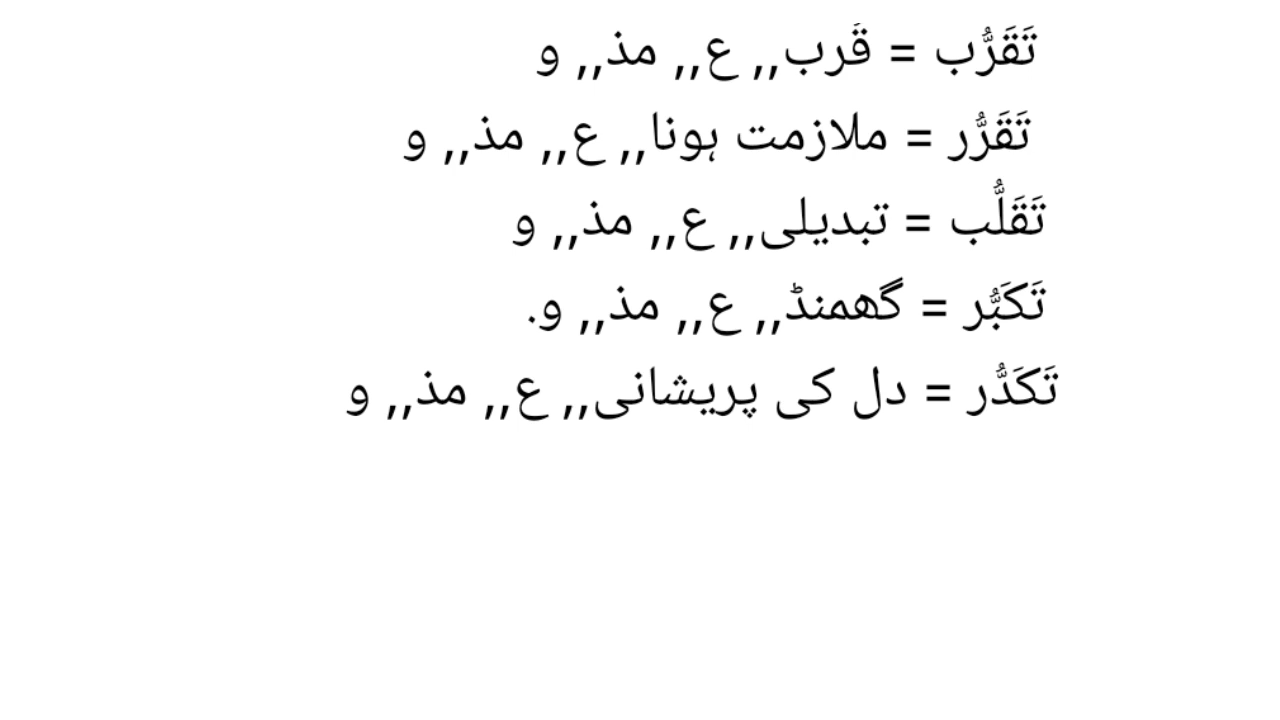 تَقَرُّب = قَرب,, ع,, مذ,, و
تَقَرُّر = ملازمت ہونا,, ع,, مذ,, و
تَقَلُّب = تبدیلی,, ع,, مذ,, و
تَکَبُّر = گھمنڈ,, ع,, مذ,, و.
تَکَدُّر = دل کی پریشانی,, ع,, مذ,, و